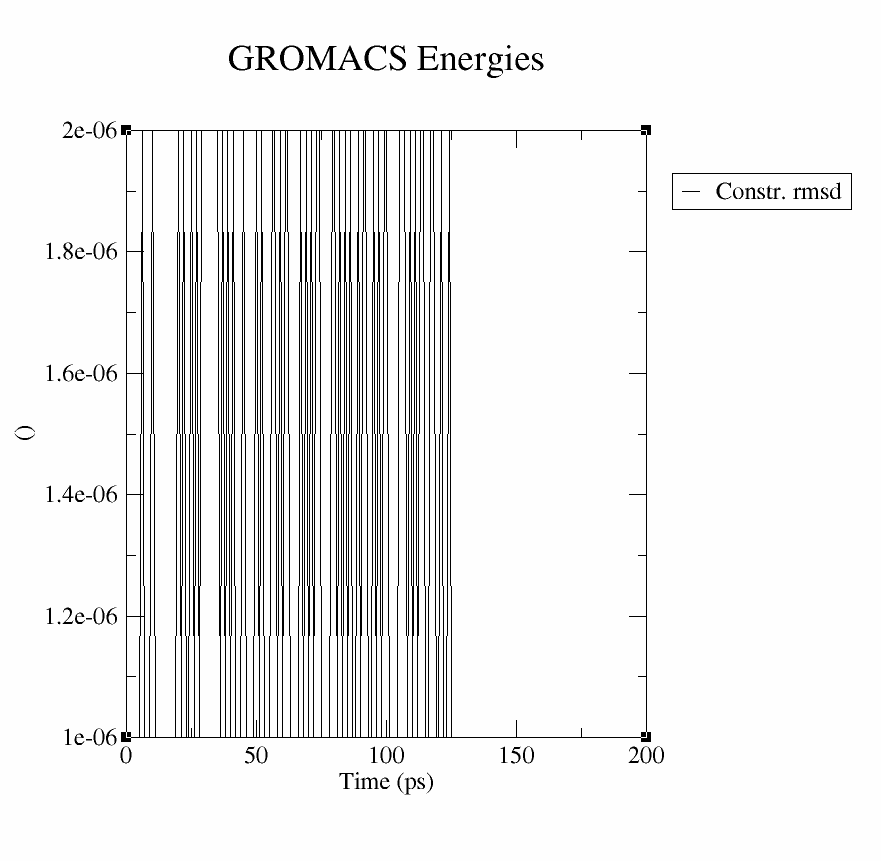 GROMACS Energies
2e-06
Constr. rmsd
1.8e-06
1.6e-06
()
1.4e-06
1.2e-06
1e-06
0 50 100 150 200
Time (ps)